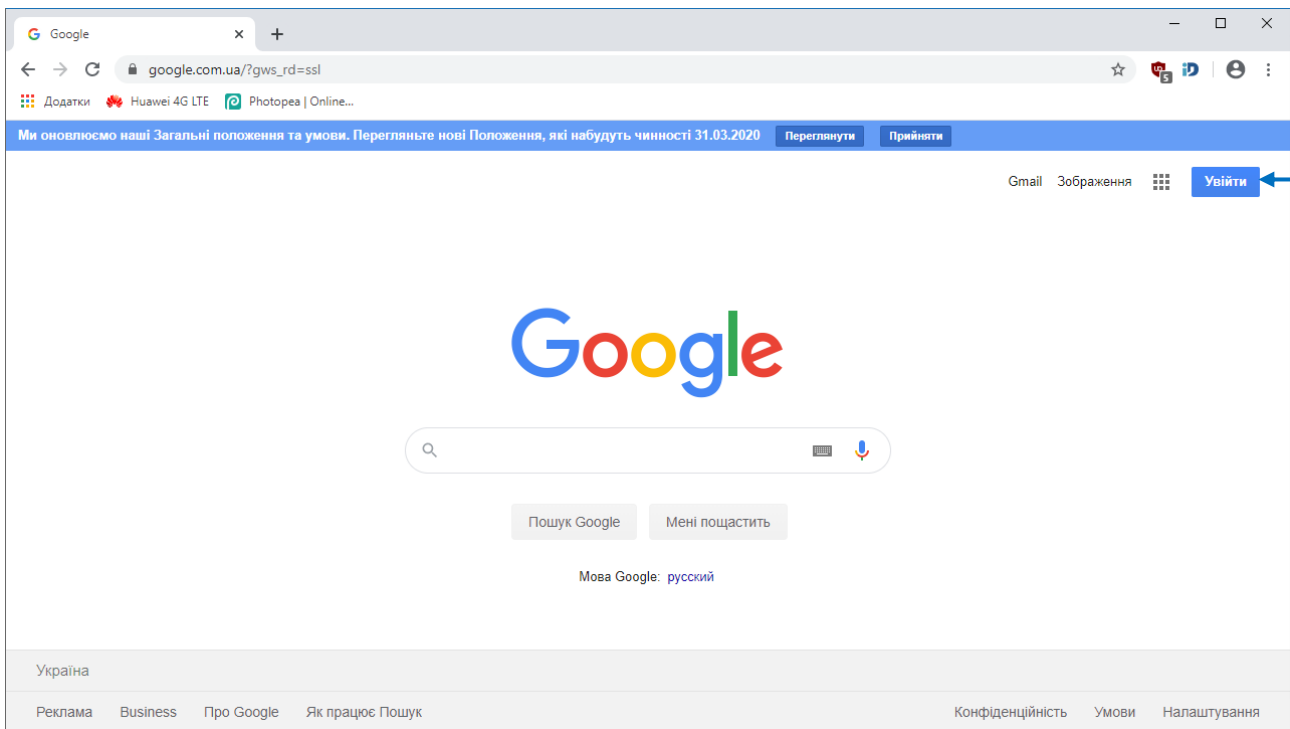 Google
google.com.ua/?gws_rd=ssl
5 iD
Додатки Huawei 4G LTE Photopea | Online...
Ми оновлюємо наші Загальні положення та умови. Перегляньте нові Положення, які набудуть чинності 31.03.2020 Переглянути Прийняти
Gmail Зображення Увійти
Google
Пошук Google Мені пощастить
Мова Google: русский
Україна
Реклама Business Про Google Як працює Пошук Конфіденційність Умови Налаштування